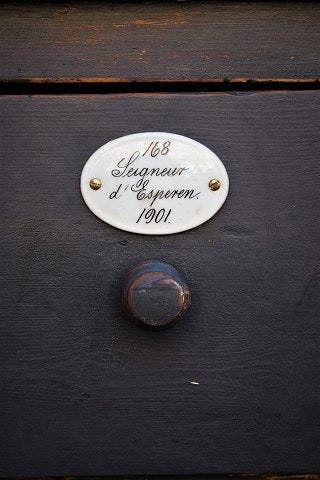 168
Seigneur
d'Esperen.
1901.